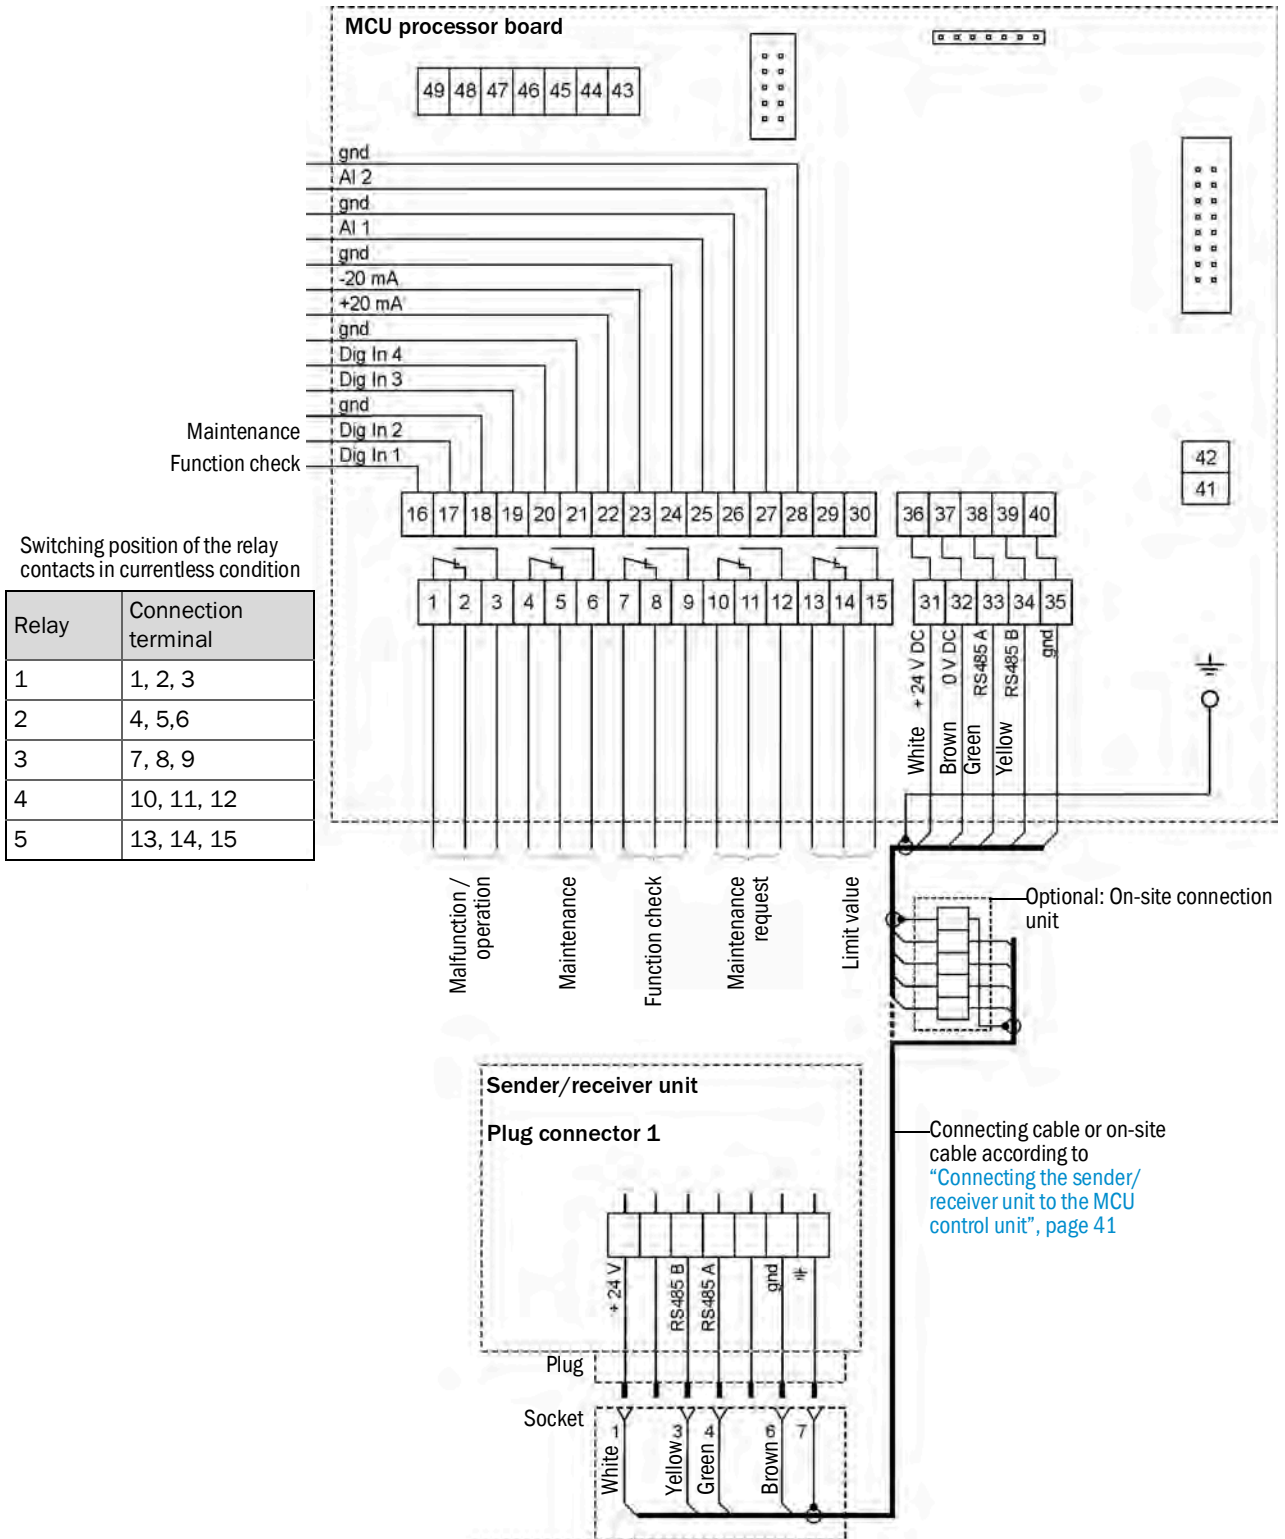 MCU processor board
49 48 47 46 45 44 43
gnd
AI 2
gnd
AI 1
gnd
-20 mA
+20 mA
gnd
Dig In 4
Dig In 3
gnd
Maintenance Dig In 2
Function check Dig In 1
42
41
16 17 18 19 20 21 22 23 24 25 26 27 28 29 30 36 37 38 39 40
Switching position of the relay
contacts in currentless condition
1 2 3 4 5 6 7 8 9 10 11 12 13 14 15 31 32 33 34 35
Relay Connection
terminal
1 1, 2, 3
2 4, 5,6
3 7, 8, 9
4 10, 11, 12
5 13, 14, 15
+ 24 V DC
0 V DC
RS485 A
RS485 B
gnd
White
Brown
Green
Yellow
Malfunction /
operation
Maintenance
Function check
Maintenance
request
Limit value
Optional: On-site connection
unit
Sender/receiver unit
Plug connector 1
Connecting cable or on-site
cable according to
“Connecting the sender/
receiver unit to the MCU
control unit”, page 41
+ 24 V
RS485 B
RS485 A
gnd
Plug
Socket
1 3 4 6 7
White
Yellow
Green
Brown